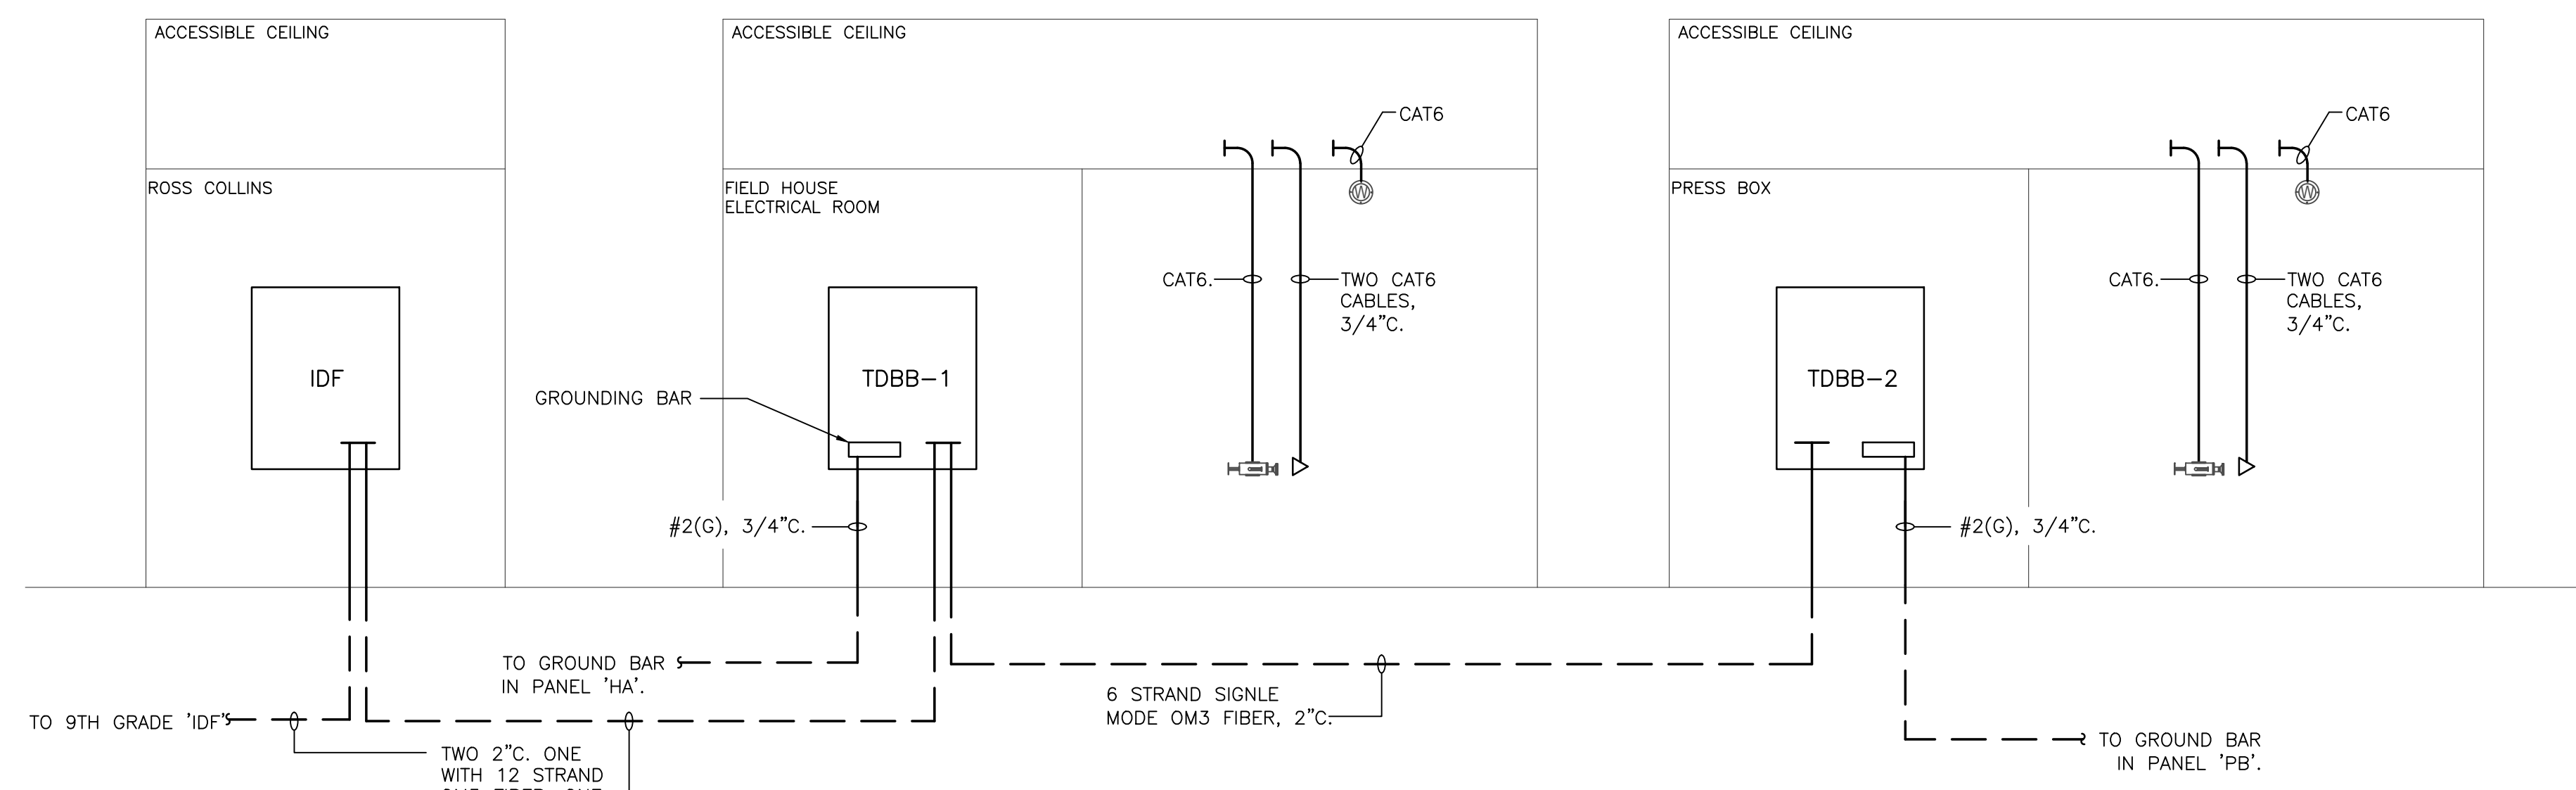 ACCESSIBLE CEILING
ROSS COLLINS
IDF
TO 9TH GRADE 'IDF'
TWO 2"C. ONE
WITH 12 STRAND
ACCESSIBLE CEILING
FIELD HOUSE
ELECTRICAL ROOM
TDBB-1
GROUNDING BAR
#2(G), 3/4"C.
TO GROUND BAR
IN PANEL 'HA'.
CAT6
CAT6.
TWO CAT6
CABLES,
3/4"C.
6 STRAND SIGNLE
MODE OM3 FIBER, 2"C.
ACCESSIBLE CEILING
PRESS BOX
TDBB-2
#2(G), 3/4"C.
TO GROUND BAR
IN PANEL 'PB'.
CAT6
W
CAT6.
TWO CAT6
CABLES,
3/4"C.
W